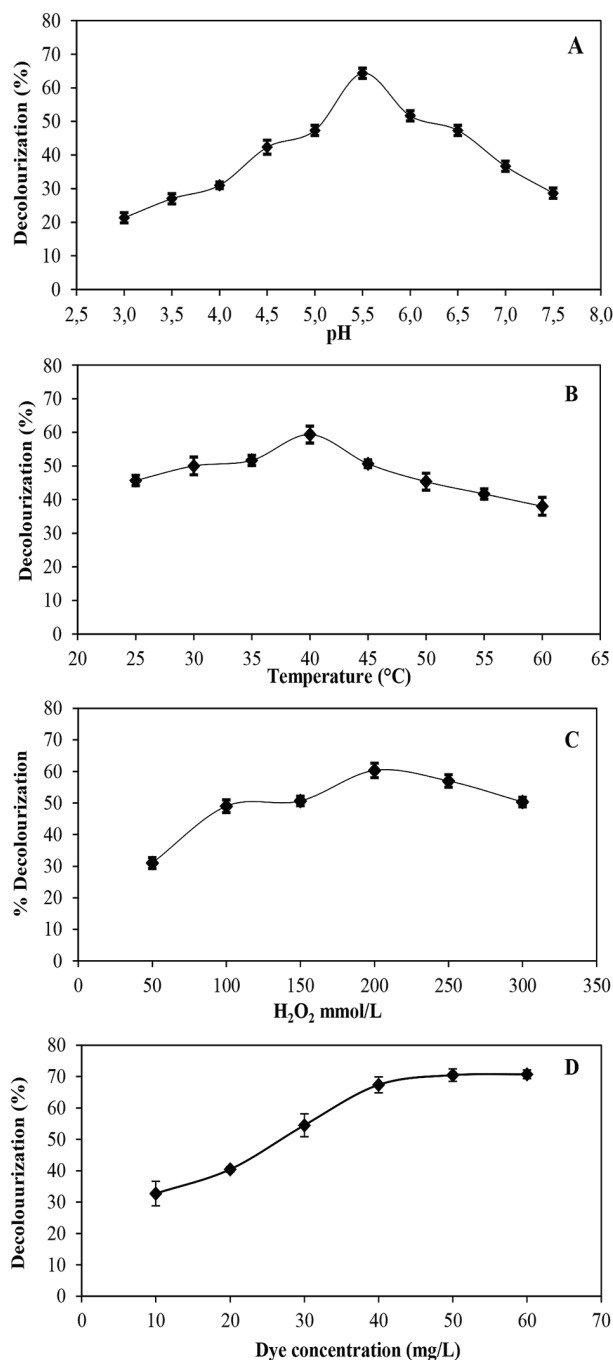 A
Decolourization (%)
80
70
60
50
40
30
20
10
0
2,5 3,0 3,5 4,0 4,5 5,0 5,5 6,0 6,5 7,0 7,5 8,0
pH
B
Decolourization (%)
80
70
60
50
40
30
20
10
0
20 25 30 35 40 45 50 55 60 65
Temperature (°C)
C
% Decolourization
80
70
60
50
40
30
20
10
0
0 50 100 150 200 250 300 350
H₂O₂ mmol/L
D
Decolouurization (%)
80
70
60
50
40
30
20
10
0
0 10 20 30 40 50 60 70
Dye concentration (mg/L)